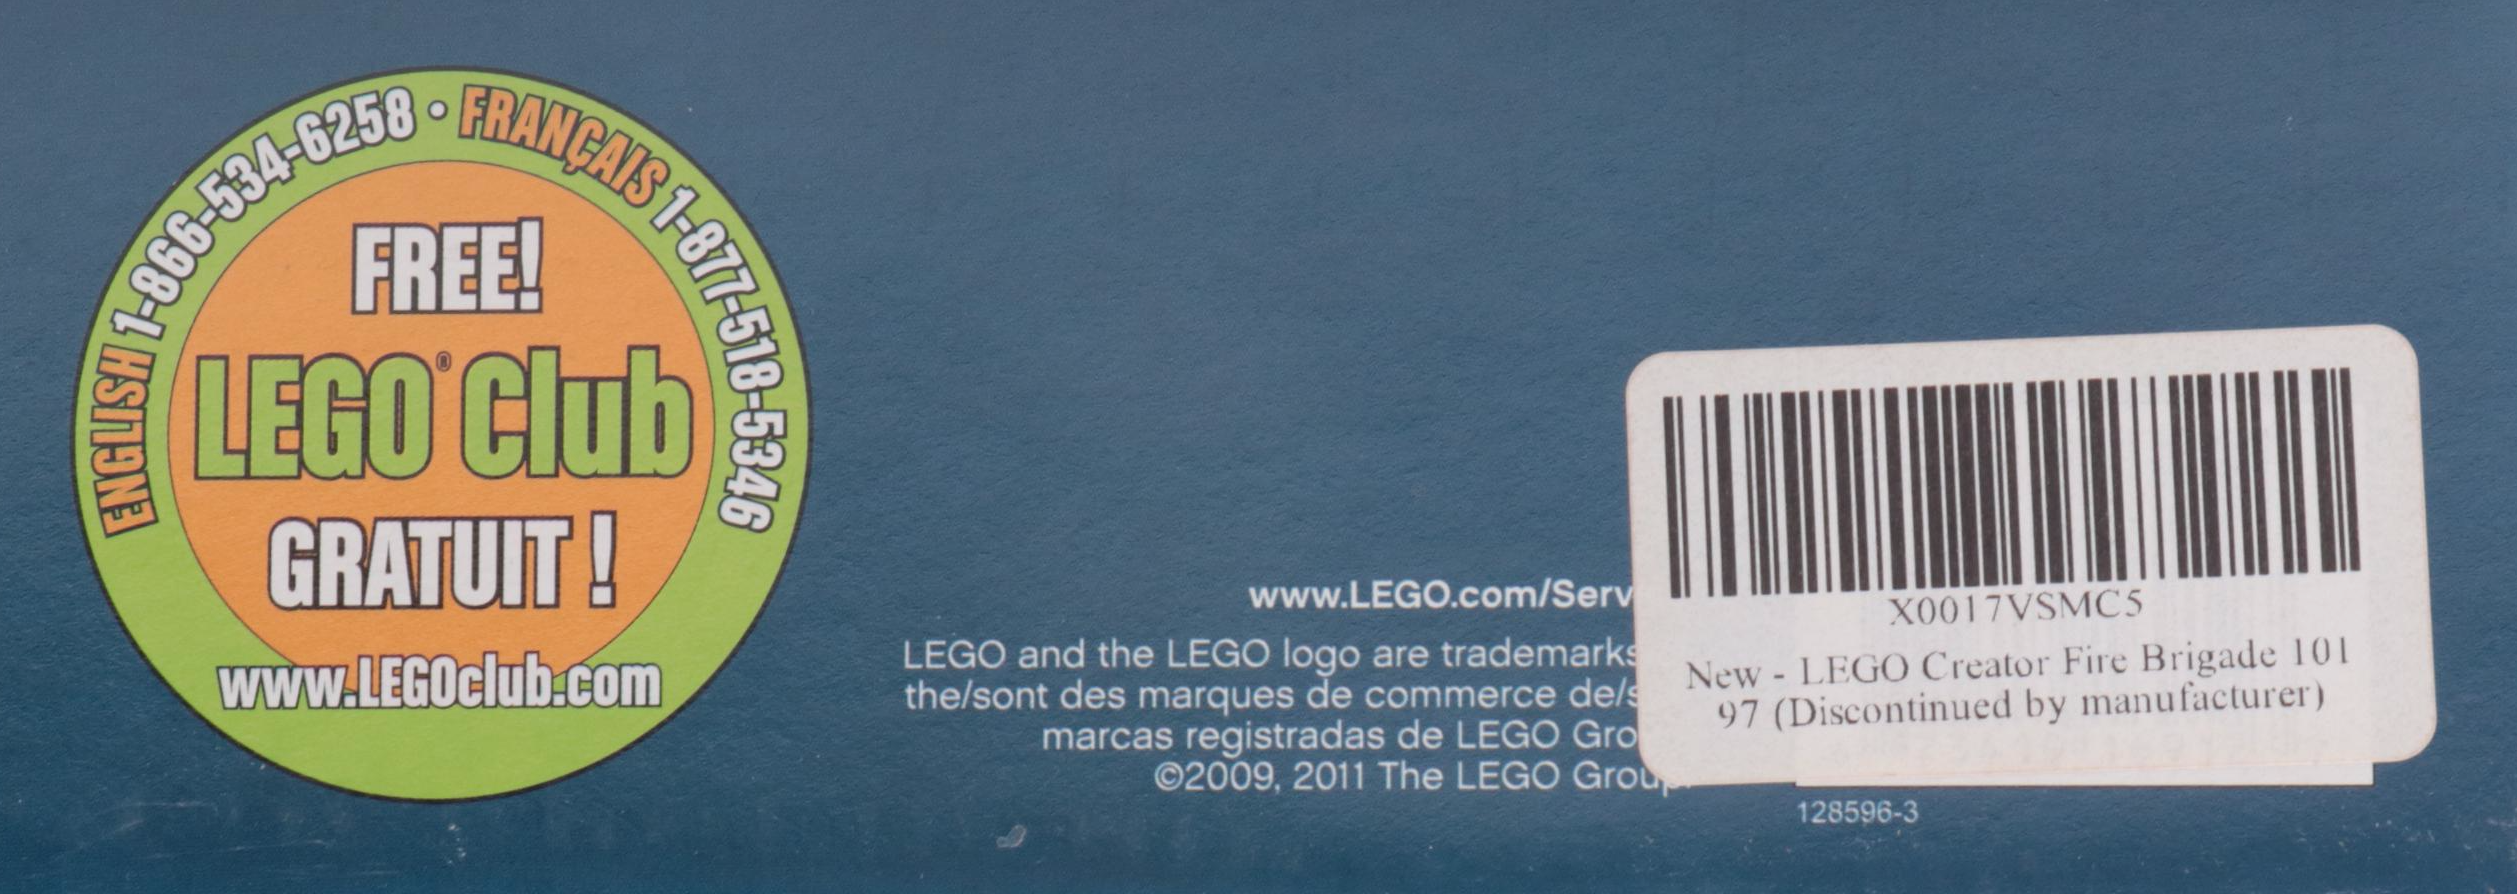 ENGLISH 1-866-534-6258 • FRANÇAIS 1-877-518-5346
FREE!
LEGO® Club
GRATUIT !
www.LEGOclub.com
www.LEGO.com/Serv
LEGO and the LEGO logo are trademarks
the/sont des marques de commerce de/s
marcas registradas de LEGO Gro
©2009, 2011 The LEGO Group.
X0017VSMC5
New - LEGO Creator Fire Brigade 101
97 (Discontinued by manufacturer)
128596-3